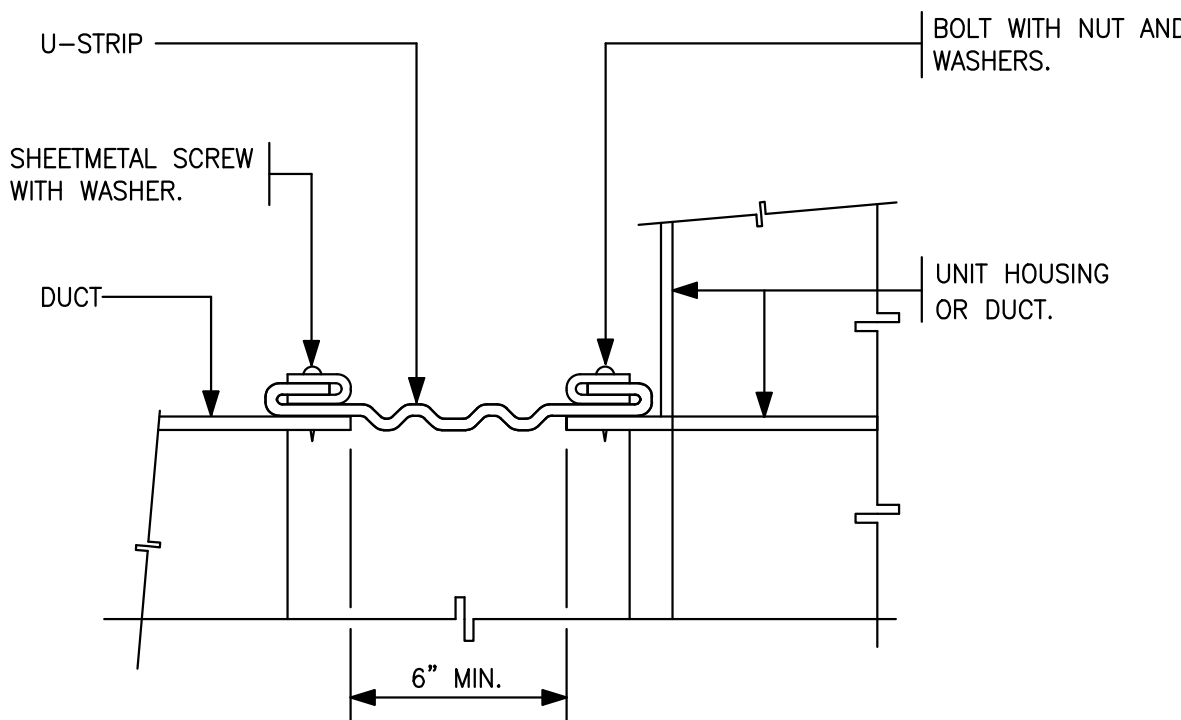 U-STRIP
BOLT WITH NUT AND
WASHERS.
SHEETMETAL SCREW
WITH WASHER.
DUCT
UNIT HOUSING
OR DUCT.
6" MIN.